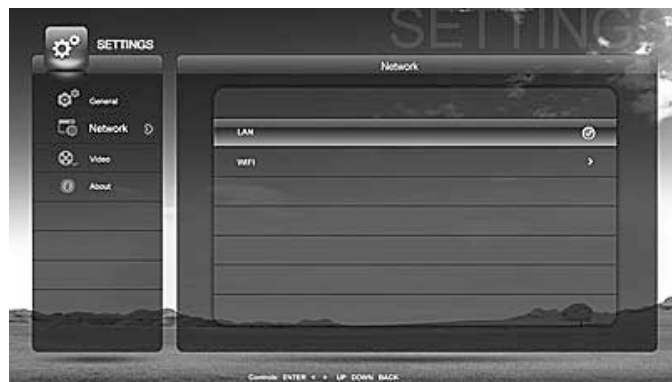 SETTINGS
SETTINGS
Network
General
Network
Video
About
LAN
WIFI
Controls: ENTER < > UP DOWN BACK